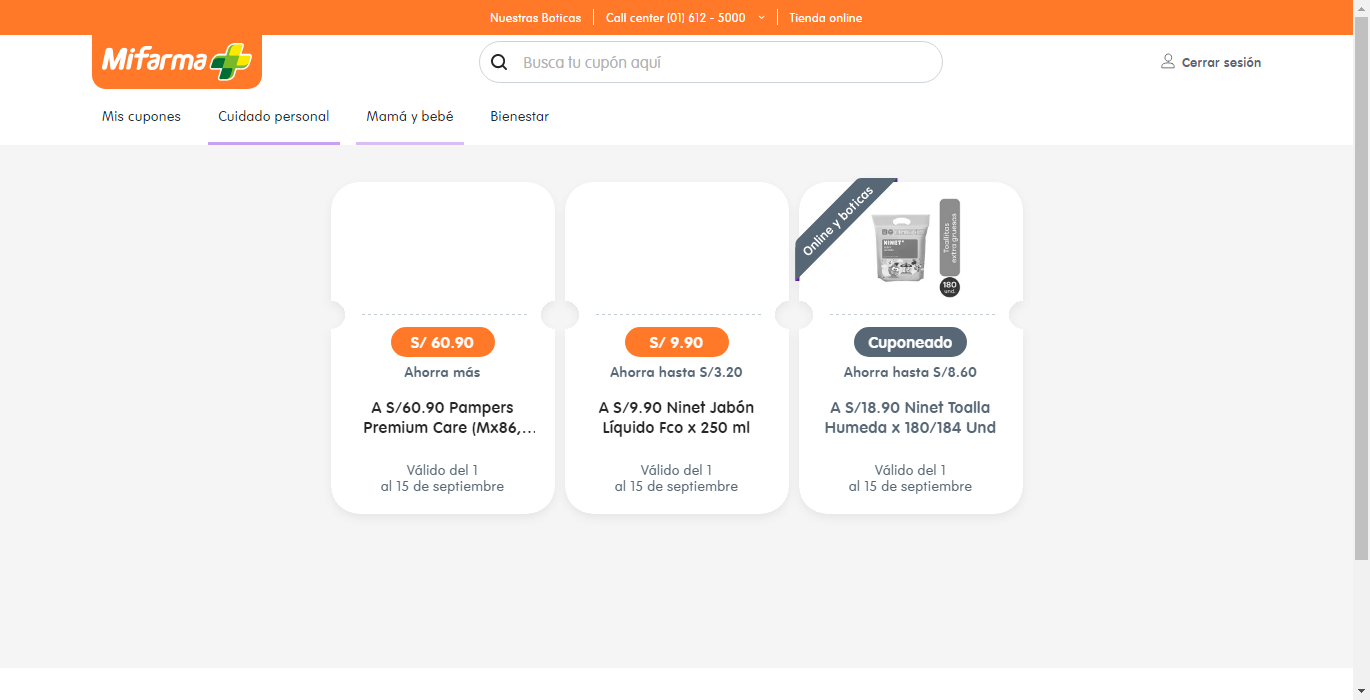 Nuestras Boticas
Call center (01) 612 - 5000
Tienda online
Mifarma
Busca tu cupón aquí
Cerrar sesión
Mis cupones
Cuidado personal
Mamá y bebé
Bienestar
S/ 60.90
Ahorra más
A S/60.90 Pampers
Premium Care (Mx86,...
Válido del 1
al 15 de septiembre
S/ 9.90
Ahorra hasta S/3.20
A S/9.90 Ninet Jabón
Líquido Fco x 250 ml
Válido del 1
al 15 de septiembre
Online y boticas
NINET
Toallitas
extra gruesas
180
und.
Cuponeado
Ahorra hasta S/8.60
A S/18.90 Ninet Toalla
Humeda x 180/184 Und
Válido del 1
al 15 de septiembre